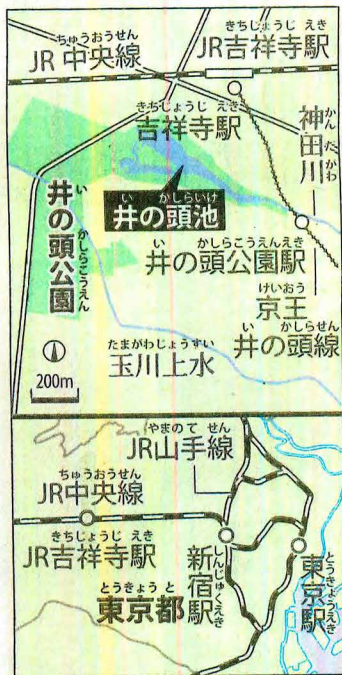 ちゅうおうせん
JR中央線
きちじょうじ えき
JR吉祥寺駅
きちじょうじ えき
吉祥寺駅
かんだかわ
神田川
いのかしらいけ
井の頭池
いのかしらこうえん
井の頭公園
いのかしらこうえんえき
井の頭公園駅
けいおう
京王
いのかしらせん
井の頭線
たまがわじょうすい
玉川上水
200m
やまのてせん
JR山手線
ちゅうおうせん
JR中央線
きちじょうじ えき
JR吉祥寺駅
しんじゅくえき
新宿駅
とうきょうと
東京都
とうきょうえき
東京駅